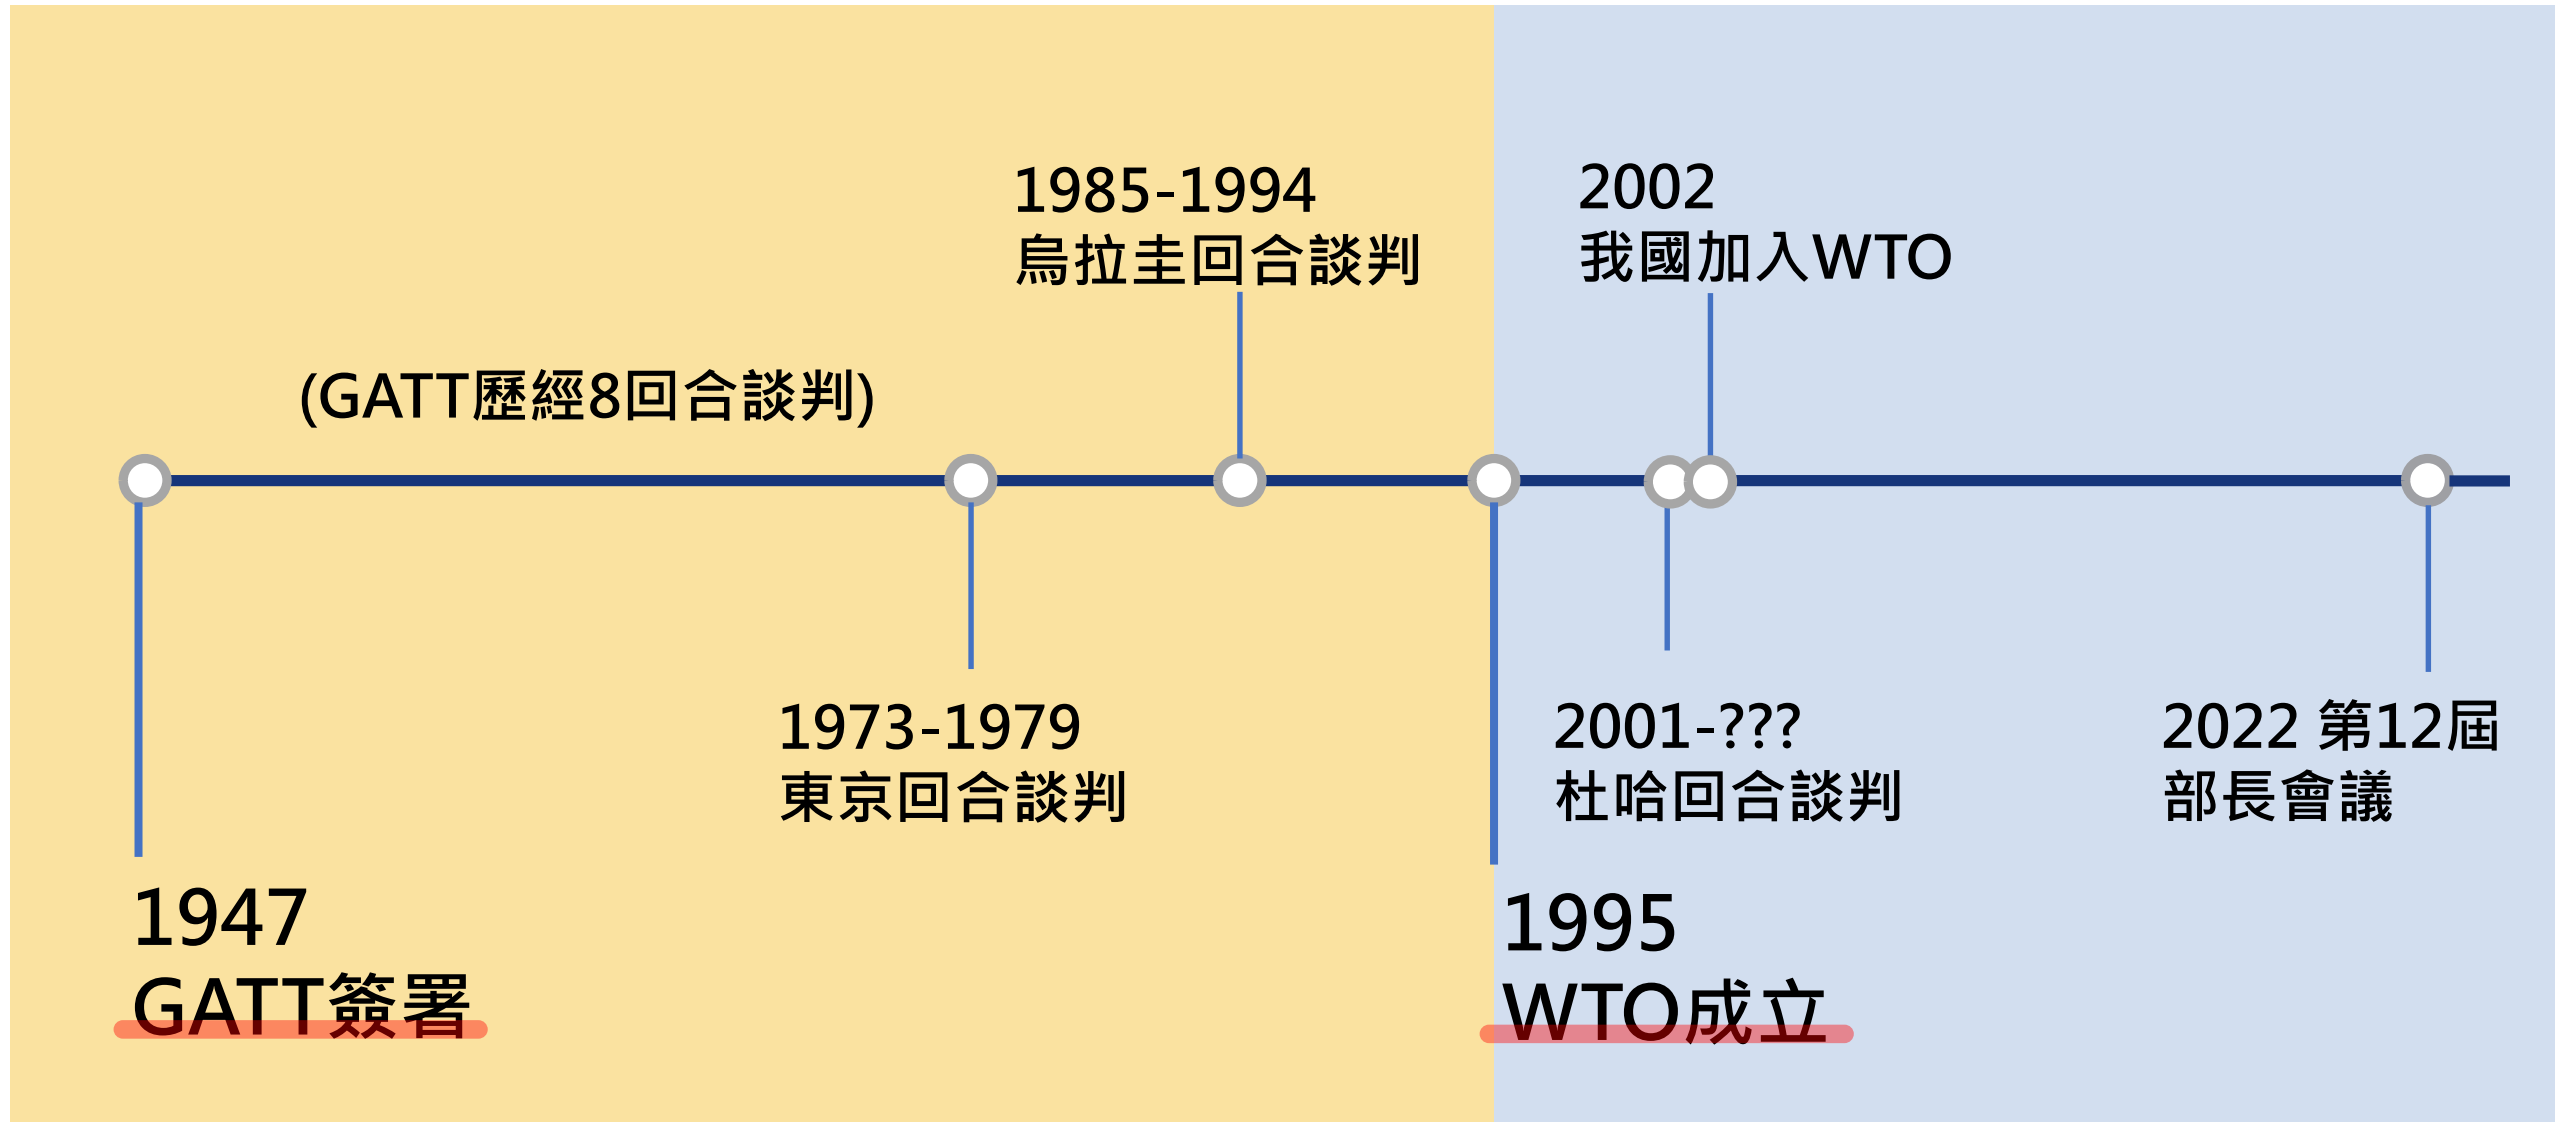 1985-1994
烏拉圭回合談判
2002
我國加入WTO
(GATT歷經8回合談判)
1973-1979
東京回合談判
2001-???
杜哈回合談判
2022 第12屆
部長會議
1947
GATT簽署
1995
WTO成立